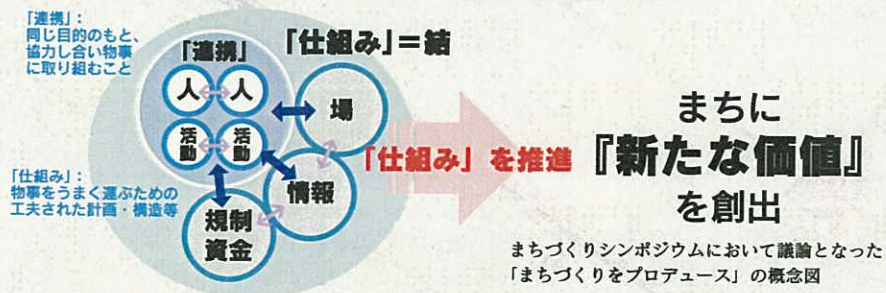 「連携」：
同じ目的のもと、
協力し合い物事
に取り組むこと
「仕組み」＝結
「連携」
人
人
活動
活動
場
情報
規制
資金
「仕組み」：
物事をうまく運ぶための
工夫された計画・構造等
「仕組み」を推進
まちに
『新たな価値』
を創出
まちづくりシンポジウムにおいて議論となった
「まちづくりをプロデュース」の概念図